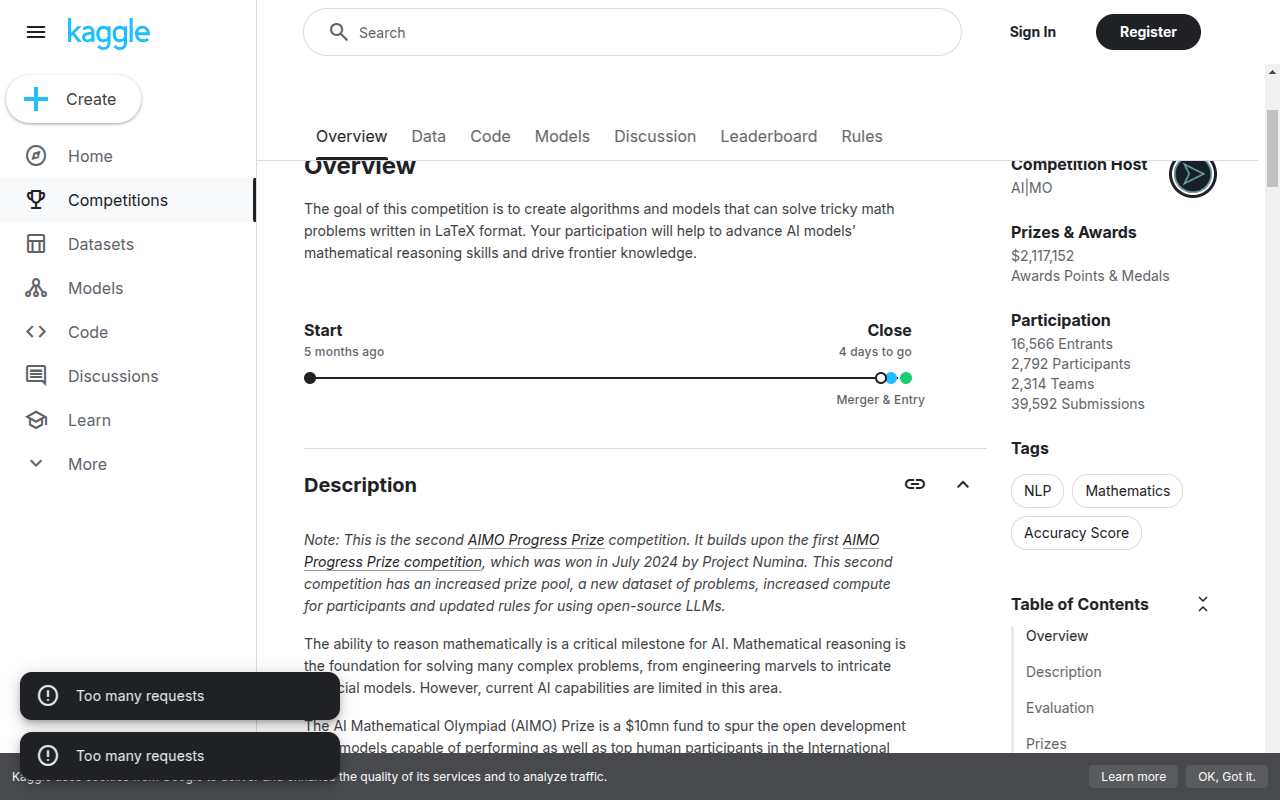 kaggle
Search
Sign In
Register
Create
Home
Competitions
Datasets
Models
Code
Discussions
Learn
More
Overview
Data
Code
Models
Discussion
Leaderboard
Rules
Overview
The goal of this competition is to create algorithms and models that can solve tricky math
problems written in LaTeX format. Your participation will help to advance AI models’
mathematical reasoning skills and drive frontier knowledge.
Start
5 months ago
Close
4 days to go
Merger & Entry
Description
Note: This is the second AIMO Progress Prize competition. It builds upon the first AIMO
Progress Prize competition, which was won in July 2024 by Project Numina. This second
competition has an increased prize pool, a new dataset of problems, increased compute
for participants and updated rules for using open-source LLMs.
The ability to reason mathematically is a critical milestone for AI. Mathematical reasoning is
the foundation for solving many complex problems, from engineering marvels to intricate
models. However, current AI capabilities are limited in this area.
The AI Mathematical Olympiad (AIMO) Prize is a $10mn fund to spur the open development
models capable of performing as well as top human participants in the International
Competition Host
AI|MO
Prizes & Awards
$2,117,152
Awards Points & Medals
Participation
16,566 Entrants
2,792 Participants
2,314 Teams
39,592 Submissions
Tags
NLP
Mathematics
Accuracy Score
Table of Contents
Overview
Description
Evaluation
Prizes
Too many requests
Too many requests
the quality of its services and to analyze traffic.
Learn more
OK, Got it.